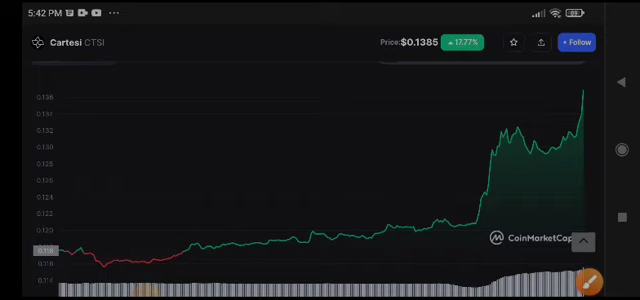 5:42 PM ···
89
Cartesi CTSI
Price: $0.1385 17.77%
+ Follow
0.136
0.134
0.132
0.130
0.128
0.126
0.124
0.122
0.120
0.118
0.116
0.114
CoinMarketCap